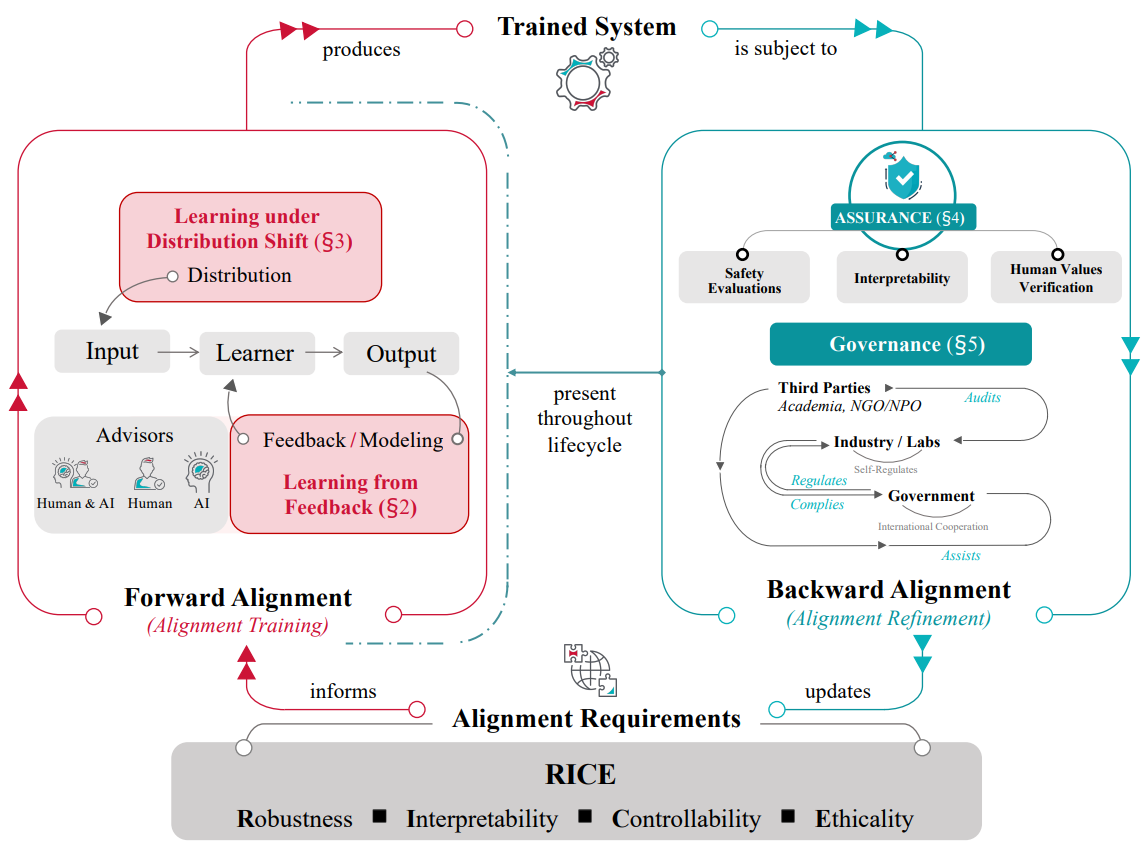 Trained System
produces
is subject to
Learning under
Distribution Shift (§3)
Distribution
Input
Learner
Output
Advisors
Human & AI
Human
AI
Feedback / Modeling
Learning from
Feedback (§2)
Forward Alignment
(Alignment Training)
present
throughout
lifecycle
ASSURANCE (§4)
Safety
Evaluations
Interpretability
Human Values
Verification
Governance (§5)
Third Parties
Academia, NGO/NPO
Audits
Industry / Labs
Self-Regulates
Regulates
Complies
Government
International Cooperation
Assists
Backward Alignment
(Alignment Refinement)
informs
updates
Alignment Requirements
RICE
Robustness ■ Interpretability ■ Controllability ■ Ethicality